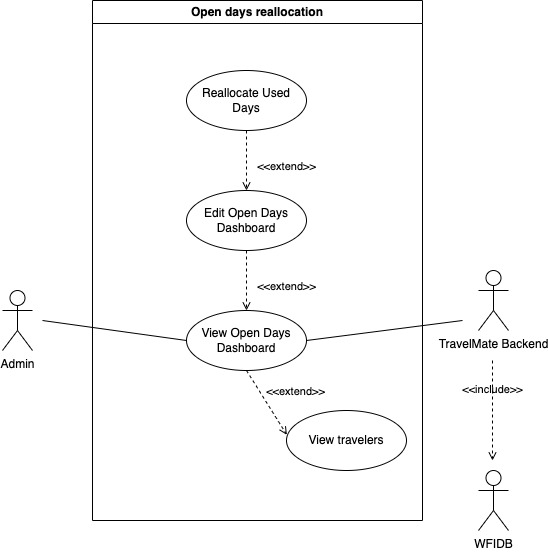 Open days reallocation
Reallocate Used
Days
<<extend>>
Edit Open Days
Dashboard
<<extend>>
View Open Days
Dashboard
Admin
TravelMate Backend
<<extend>>
<<include>>
View travelers
WFIDB